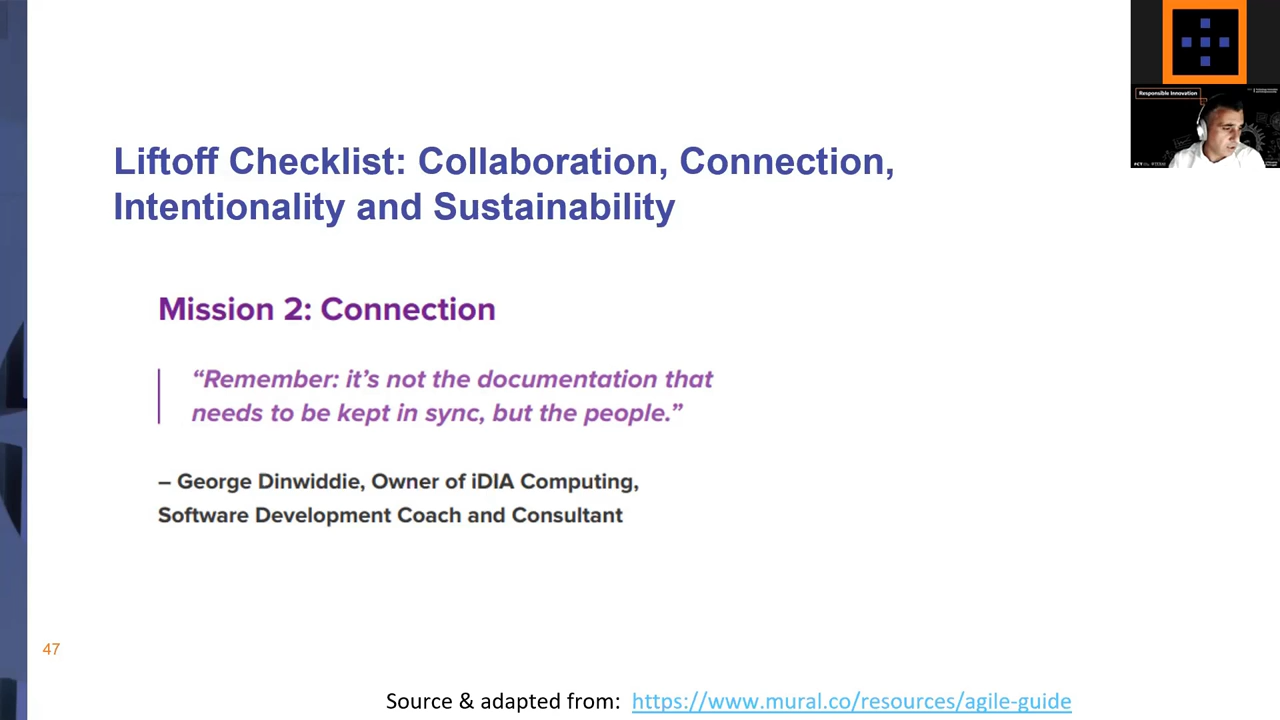 Responsible Innovation
Liftoff Checklist: Collaboration, Connection,
Intentionality and Sustainability
Mission 2: Connection
“Remember: it’s not the documentation that
needs to be kept in sync, but the people.”
– George Dinwiddie, Owner of iDIA Computing,
Software Development Coach and Consultant
47
Source & adapted from: https://www.mural.co/resources/agile-guide